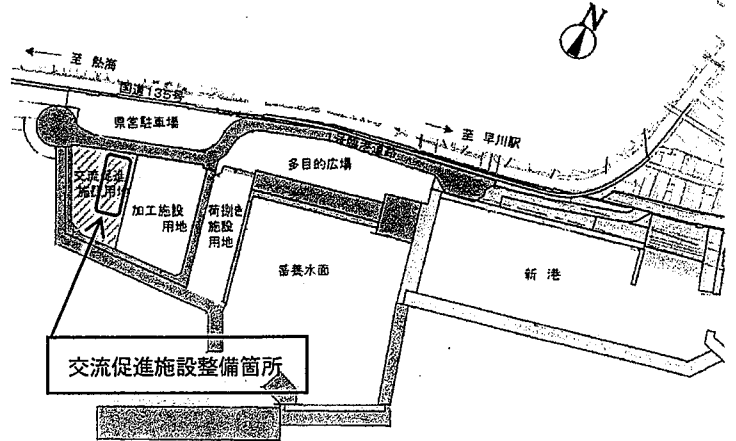 N
← 至 熱海
国道135号
県営駐車場
→ 至 早川駅
多目的広場
交流促進
施設用地
加工施設
用地
荷捌き
施設
用地
蓄養水面
新港
交流促進施設整備箇所